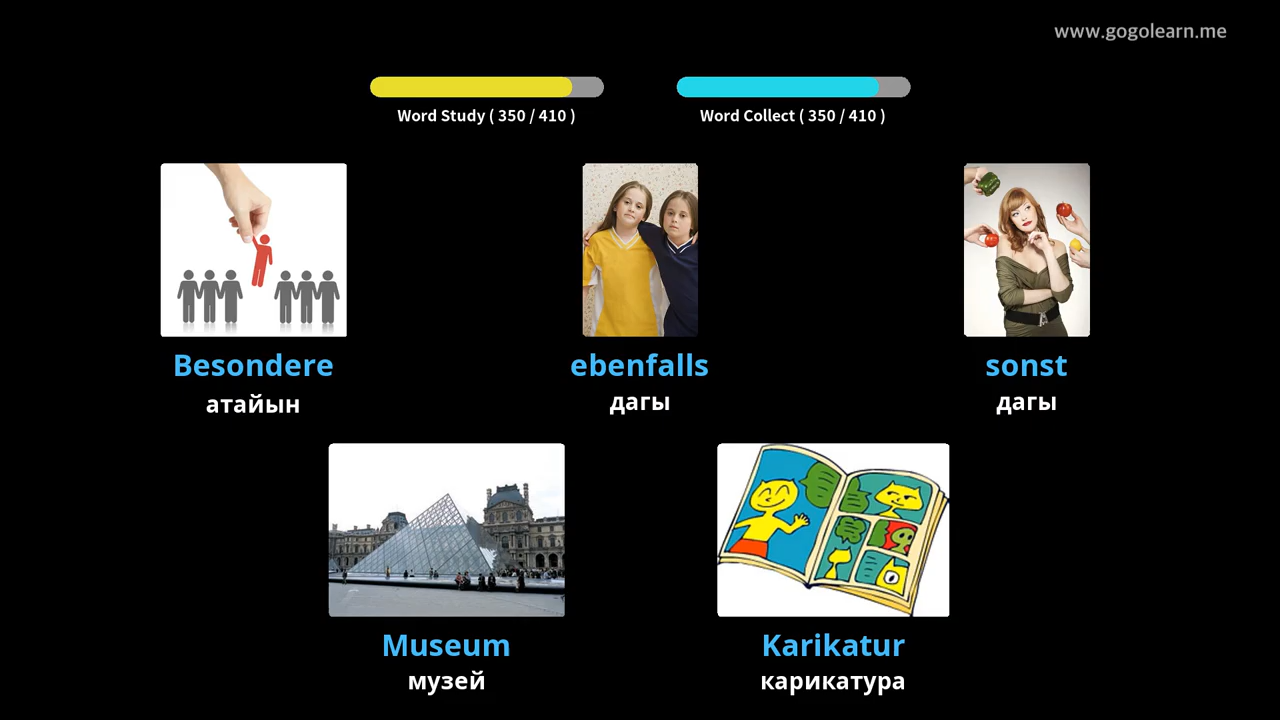 www.gogolearn.me
Word Study ( 350 / 410 )
Word Collect ( 350 / 410 )
Besondere
атайын
ebenfalls
дагы
sonst
дагы
Museum
музей
Karikatur
карикатура